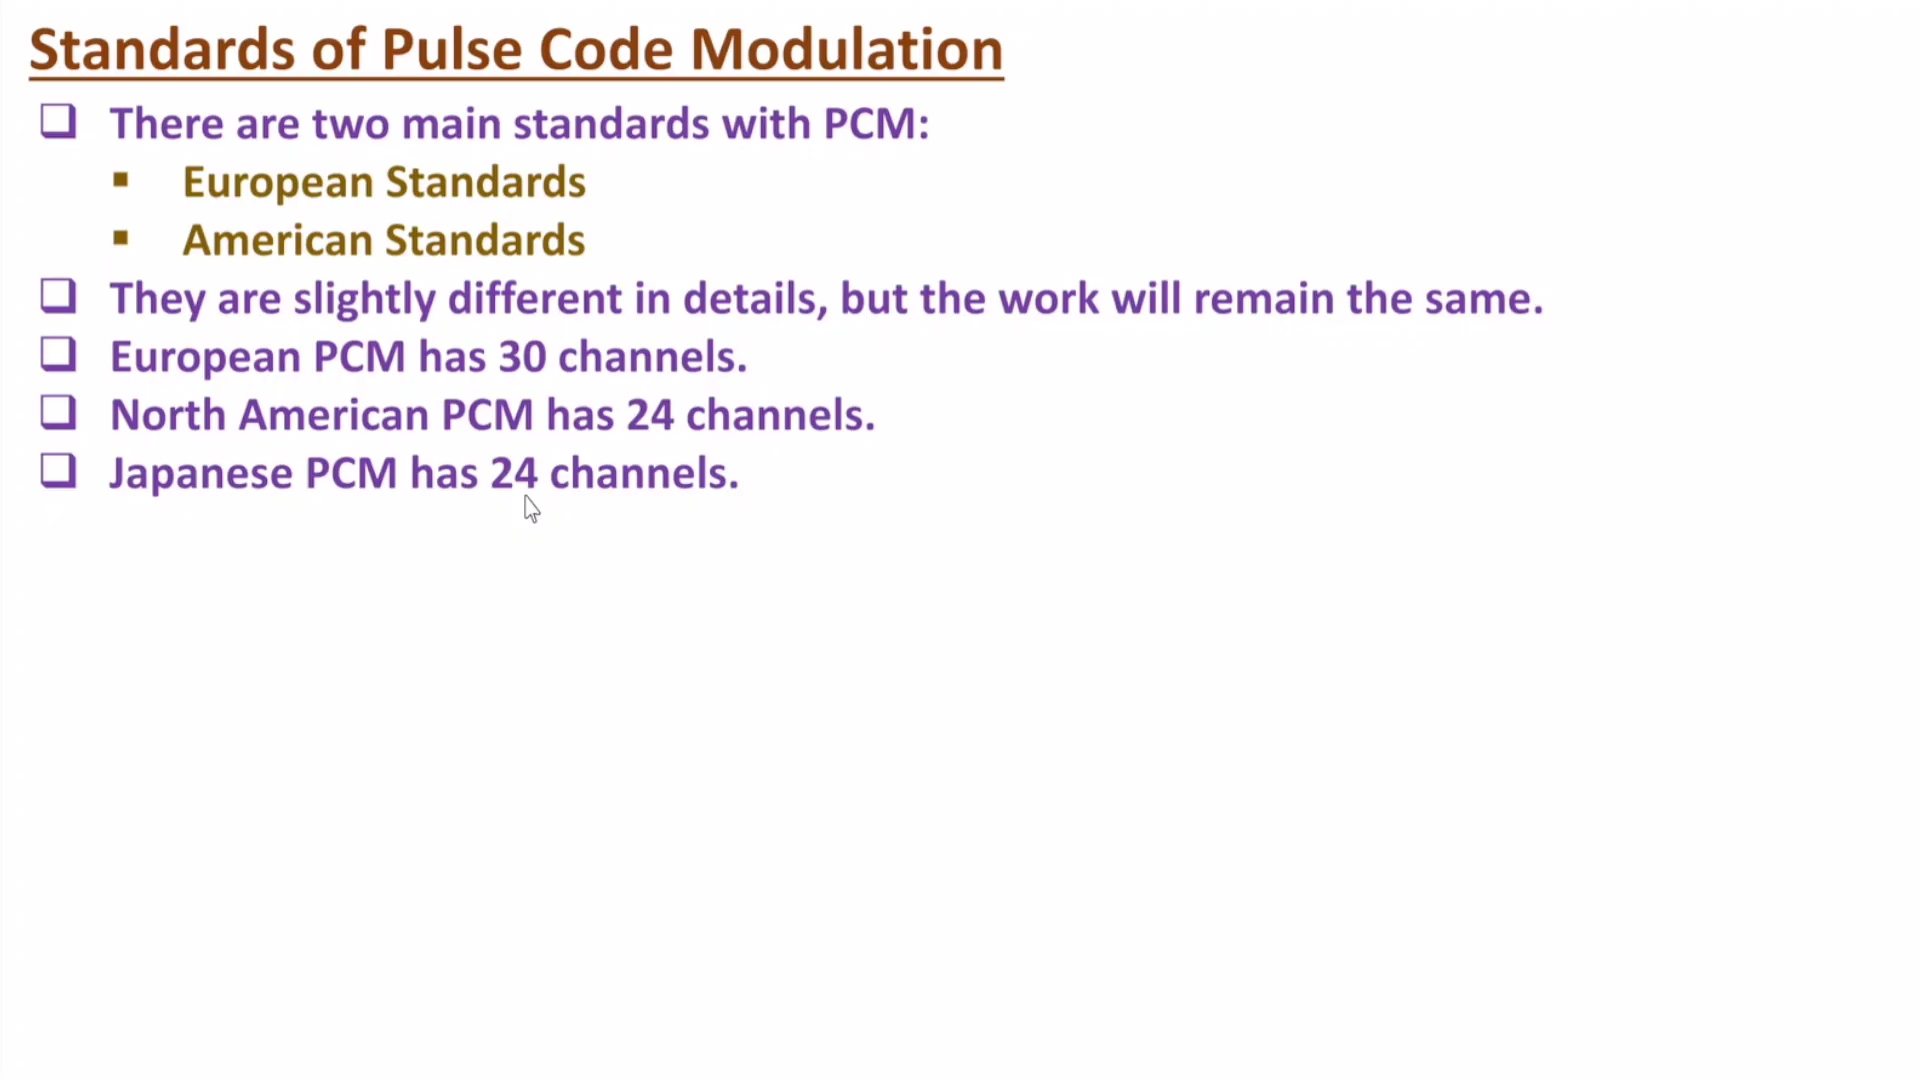 Standards of Pulse Code Modulation
There are two main standards with PCM:
European Standards
American Standards
They are slightly different in details, but the work will remain the same.
European PCM has 30 channels.
North American PCM has 24 channels.
Japanese PCM has 24 channels.